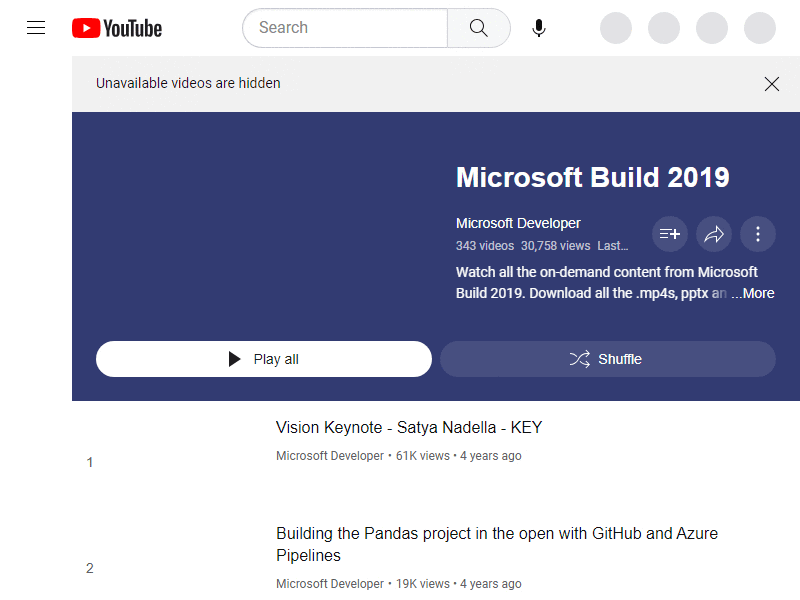 YouTube
Search
Unavailable videos are hidden
Microsoft Build 2019
Microsoft Developer
343 videos 30,758 views Last...
Watch all the on-demand content from Microsoft
Build 2019. Download all the .mp4s, pptx an ...More
Play all
Shuffle
Vision Keynote - Satya Nadella - KEY
Microsoft Developer • 61K views • 4 years ago
1
Building the Pandas project in the open with GitHub and Azure
Pipelines
2
Microsoft Developer • 19K views • 4 years ago